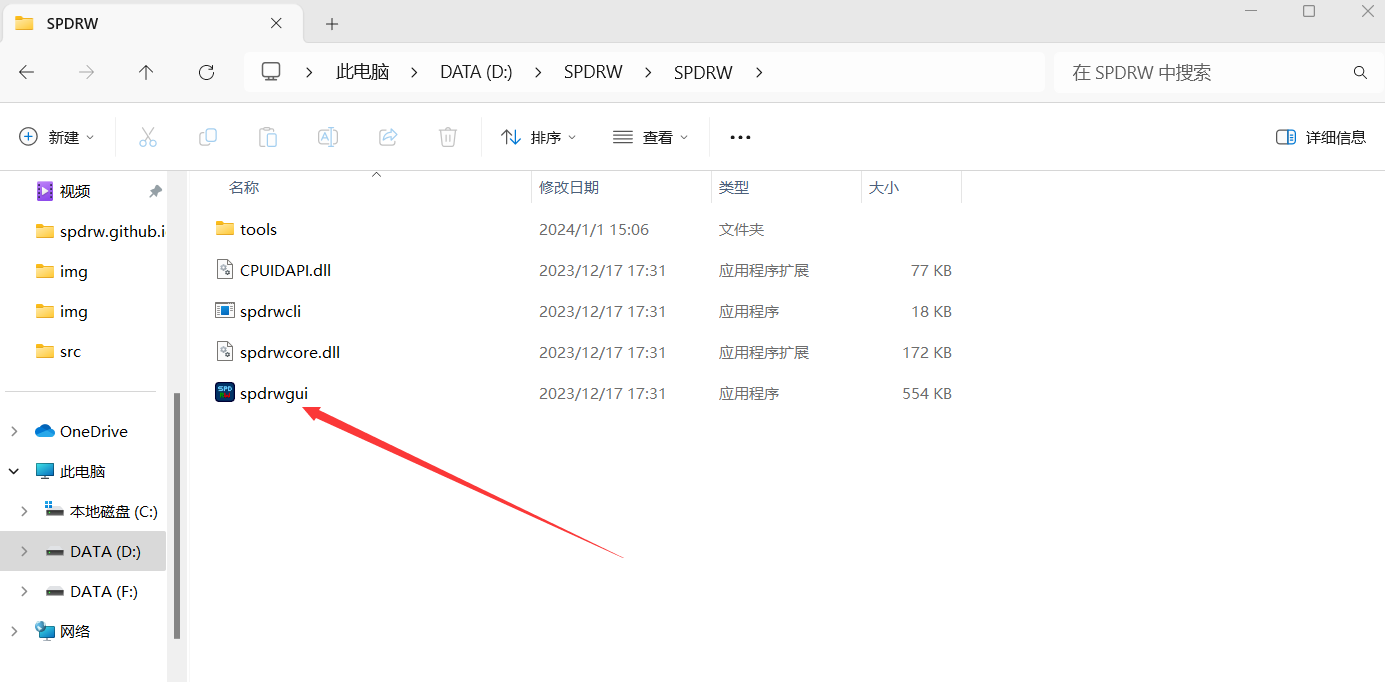 SPDRW
此电脑 DATA (D:) SPDRW SPDRW
在 SPDRW 中搜索
新建 排序 查看 详细信息
视频
spdrw.github.i
img
img
src
OneDrive
此电脑
本地磁盘 (C:)
DATA (D:)
DATA (F:)
网络
名称 修改日期 类型 大小
tools 2024/1/1 15:06 文件夹
CPUIDAPI.dll 2023/12/17 17:31 应用程序扩展 77 KB
spdrwcli 2023/12/17 17:31 应用程序 18 KB
spdrwcore.dll 2023/12/17 17:31 应用程序扩展 172 KB
spdrwgui 2023/12/17 17:31 应用程序 554 KB